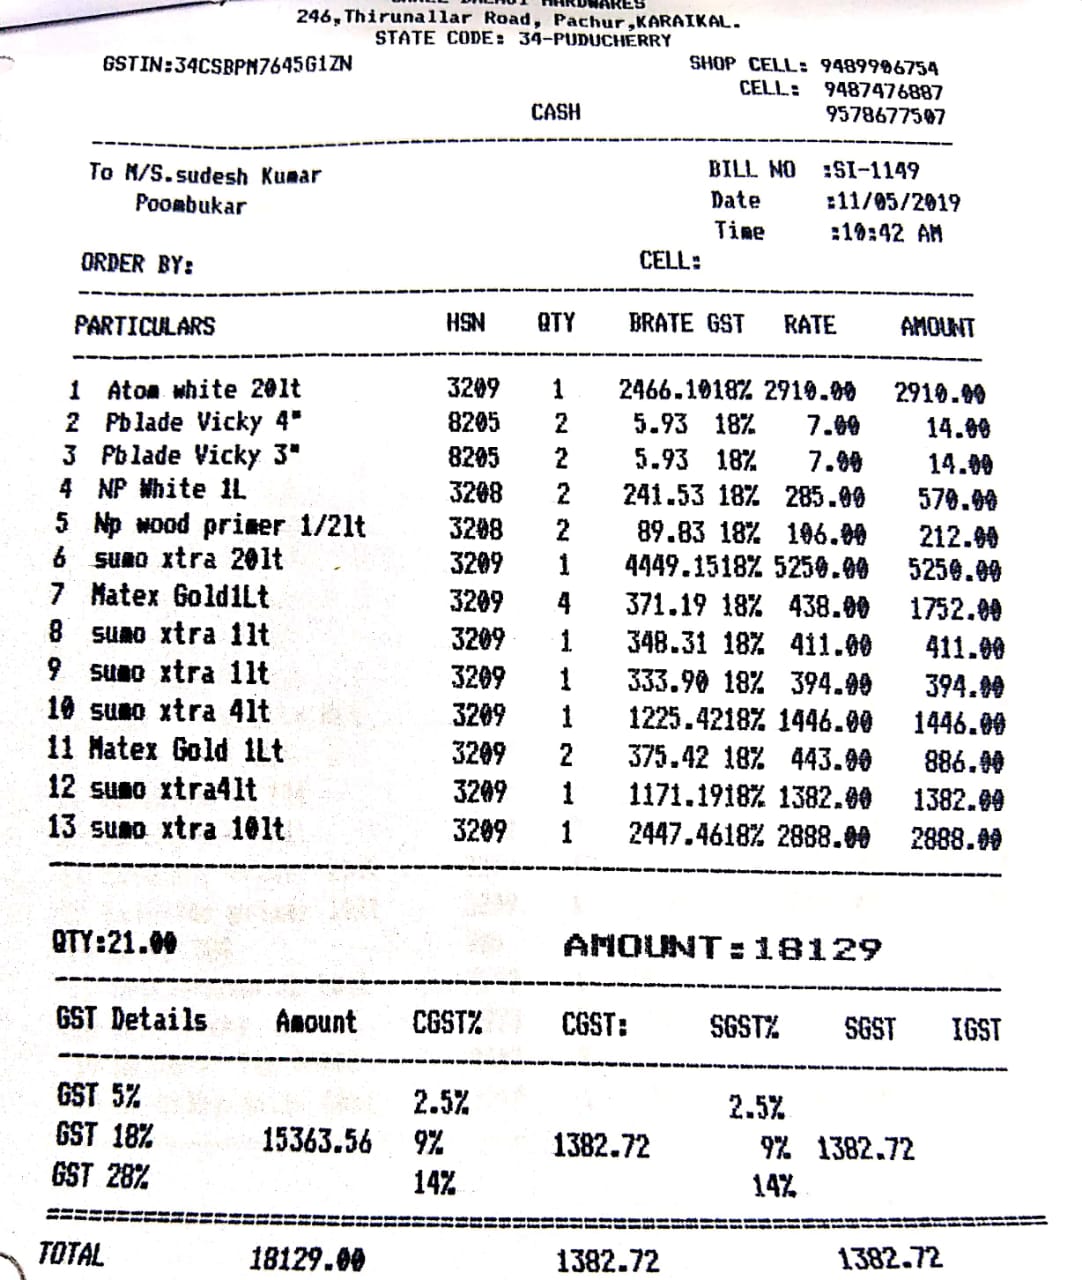 HARDWARES
246,Thirunallar Road, Pachur,KARAIKAL.
STATE CODE: 34-PUDUCHERRY
GSTIN:34CSBPM7645G1ZN SHOP CELL: 9489906754
CELL: 9487476887
CASH 9578677507
To M/S.sudesh Kumar BILL NO :SI-1149
Poombukar Date :11/05/2019
Time :10:42 AM
ORDER BY: CELL:
PARTICULARS HSN QTY BRATE GST RATE AMOUNT
1 Atom white 20lt 3209 1 2466.1018% 2910.00 2910.00
2 Pblade Vicky 4" 8205 2 5.93 18% 7.00 14.00
3 Pblade Vicky 3" 8205 2 5.93 18% 7.00 14.00
4 NP White 1L 3208 2 241.53 18% 285.00 570.00
5 Np wood primer 1/2lt 3208 2 89.83 18% 106.00 212.00
6 sumo xtra 20lt 3209 1 4449.1518% 5250.00 5250.00
7 Matex Gold1Lt 3209 4 371.19 18% 438.00 1752.00
8 sumo xtra 1lt 3209 1 348.31 18% 411.00 411.00
9 sumo xtra 1lt 3209 1 333.90 18% 394.00 394.00
10 sumo xtra 4lt 3209 1 1225.4218% 1446.00 1446.00
11 Matex Gold 1Lt 3209 2 375.42 18% 443.00 886.00
12 sumo xtra4lt 3209 1 1171.1918% 1382.00 1382.00
13 sumo xtra 10lt 3209 1 2447.4618% 2888.00 2888.00
QTY:21.00 AMOUNT:18129
GST Details Amount CGST% CGST: SGST% SGST IGST
GST 5% 2.5% 2.5%
GST 18% 15363.56 9% 1382.72 9% 1382.72
GST 28% 14% 14%
TOTAL 18129.00 1382.72 1382.72